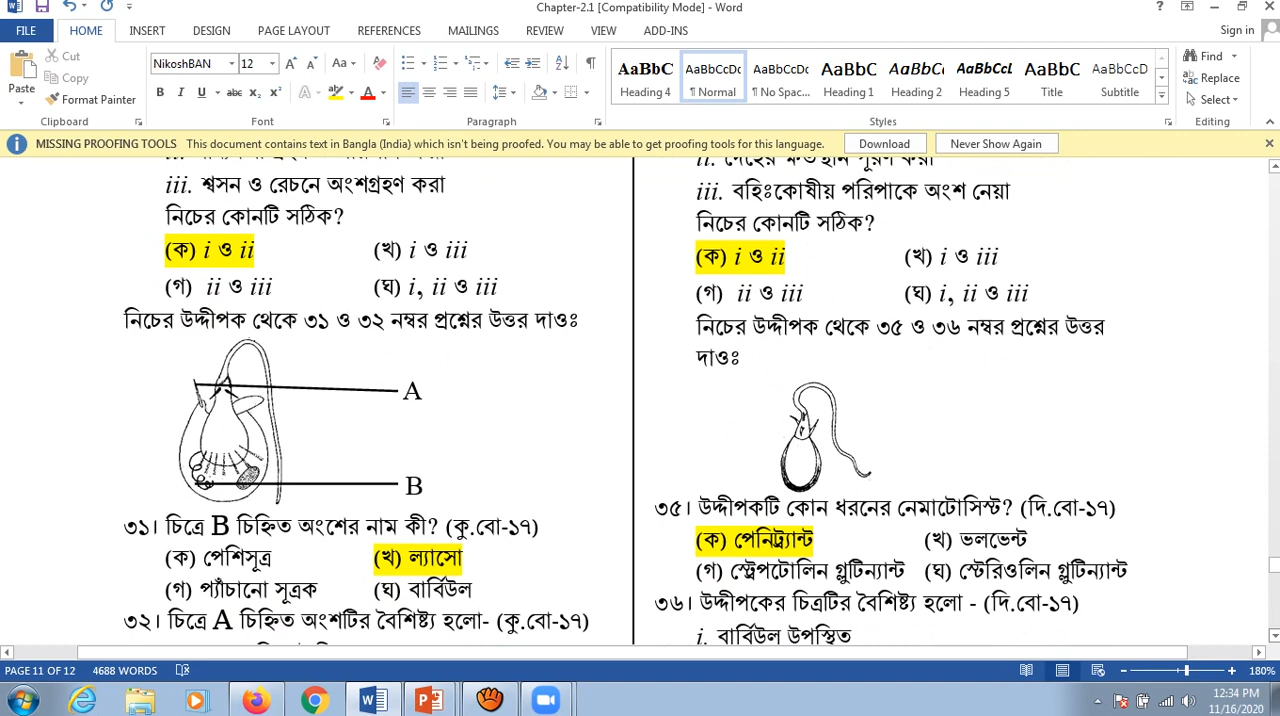 Chapter-2.1 [Compatibility Mode] - Word
FILE HOME INSERT DESIGN PAGE LAYOUT REFERENCES MAILINGS REVIEW VIEW ADD-INS Sign in
Paste
Cut
Copy
Format Painter
Clipboard
NikoshBAN 12
Font
Paragraph
AaBbC AaBbCcDc AaBbCcDc AaBbC AaBbCc AaBbCcl AaBbC AaBbCcD
Heading 4 ¶ Normal ¶ No Spac... Heading 1 Heading 2 Heading 5 Title Subtitle
Styles
Find
Replace
Select
Editing
MISSING PROOFING TOOLS This document contains text in Bangla (India) which isn't being proofed. You may be able to get proofing tools for this language. Download Never Show Again
iii. শ্বসন ও রেচনে অংশগ্রহণ করা
নিচের কোনটি সঠিক?
(ক) i ও ii (খ) i ও iii
(গ) ii ও iii (ঘ) i, ii ও iii
নিচের উদ্দীপক থেকে ৩১ ও ৩২ নম্বর প্রশ্নের উত্তর দাওঃ
A
B
৩১। চিত্রে B চিহ্নিত অংশের নাম কী? (কু.বো-১৭)
(ক) পেশিসূত্র (খ) ল্যাসো
(গ) প্যাঁচানো সূত্রক (ঘ) বার্বিউল
৩২। চিত্রে A চিহ্নিত অংশটির বৈশিষ্ট্য হলো- (কু.বো-১৭)
ii. দেহের ক্ষতস্থান পূরণ করা
iii. বহিঃকোষীয় পরিপাকে অংশ নেয়া
নিচের কোনটি সঠিক?
(ক) i ও ii (খ) i ও iii
(গ) ii ও iii (ঘ) i, ii ও iii
নিচের উদ্দীপক থেকে ৩৫ ও ৩৬ নম্বর প্রশ্নের উত্তর
দাওঃ
৩৫। উদ্দীপকটি কোন ধরনের নেমাটোসিস্ট? (দি.বো-১৭)
(ক) পেনিট্র্যান্ট (খ) ভলভেন্ট
(গ) স্ট্রেপটোলিন গ্লুটিন্যান্ট (ঘ) স্টেরিওলিন গ্লুটিন্যান্ট
৩৬। উদ্দীপকের চিত্রটির বৈশিষ্ট্য হলো - (দি.বো-১৭)
i. বার্বিউল উপস্থিত
PAGE 11 OF 12 4688 WORDS 180%
12:34 PM
11/16/2020